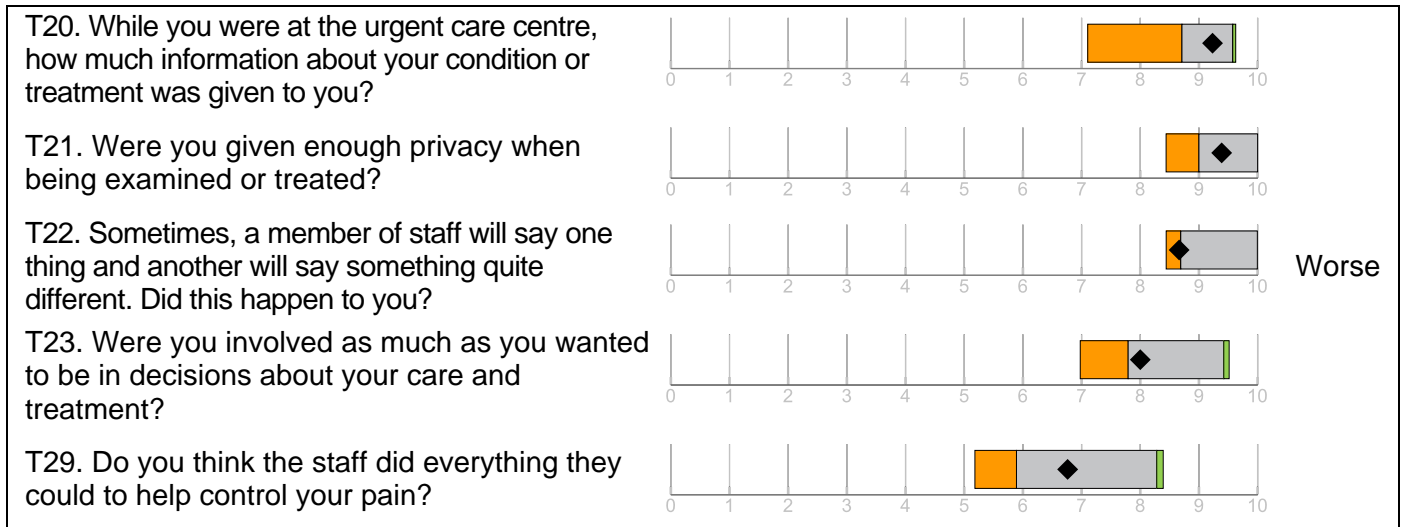 T20. While you were at the urgent care centre,
how much information about your condition or
treatment was given to you?
0 1 2 3 4 5 6 7 8 9 10
T21. Were you given enough privacy when
being examined or treated?
0 1 2 3 4 5 6 7 8 9 10
T22. Sometimes, a member of staff will say one
thing and another will say something quite
different. Did this happen to you?
0 1 2 3 4 5 6 7 8 9 10
Worse
T23. Were you involved as much as you wanted
to be in decisions about your care and
treatment?
0 1 2 3 4 5 6 7 8 9 10
T29. Do you think the staff did everything they
could to help control your pain?
0 1 2 3 4 5 6 7 8 9 10